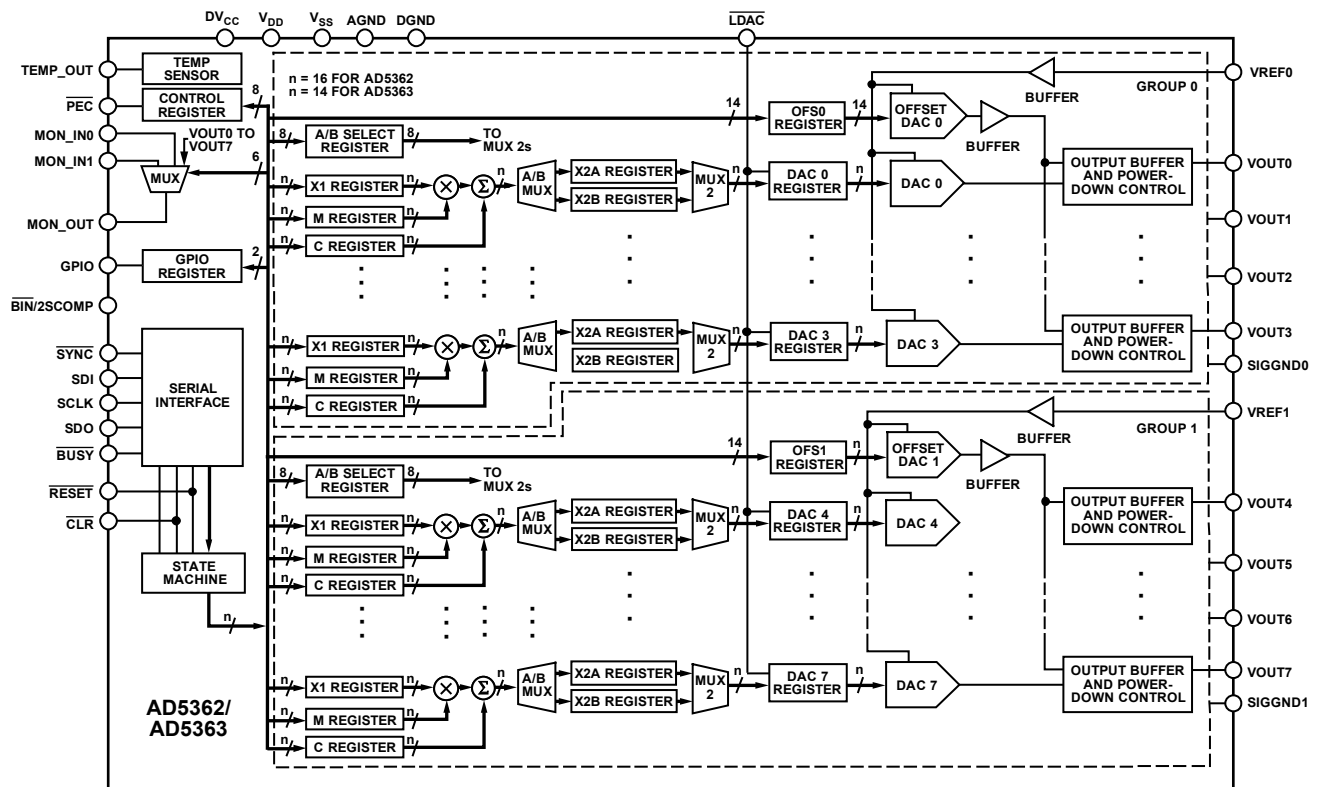 DVCC
VDD
VSS
AGND
DGND
LDAC
TEMP_OUT
TEMP
SENSOR
n = 16 FOR AD5362
n = 14 FOR AD5363
BUFFER
GROUP 0
VREF0
PEC
CONTROL
REGISTER
8
14
OFS0
REGISTER
14
OFFSET
DAC 0
BUFFER
MON_IN0
MON_IN1
VOUT0 TO
VOUT7
MUX
6
MON_OUT
8
A/B SELECT
REGISTER
8
TO
MUX 2s
n
X1 REGISTER
n
×
Σ
n
A/B
MUX
X2A REGISTER
X2B REGISTER
MUX
2
n
DAC 0
REGISTER
n
DAC 0
OUTPUT BUFFER
AND POWER-
DOWN CONTROL
VOUT0
n
M REGISTER
n
n
C REGISTER
n
VOUT1
VOUT2
GPIO
GPIO
REGISTER
2
BIN/2SCOMP
n
X1 REGISTER
n
×
Σ
n
A/B
MUX
X2A REGISTER
X2B REGISTER
MUX
2
n
DAC 3
REGISTER
n
DAC 3
OUTPUT BUFFER
AND POWER-
DOWN CONTROL
VOUT3
SIGGND0
n
M REGISTER
n
n
C REGISTER
n
SYNC
SDI
SCLK
SDO
BUSY
RESET
CLR
SERIAL
INTERFACE
STATE
MACHINE
n
BUFFER
GROUP 1
VREF1
14
OFS1
REGISTER
n
OFFSET
DAC 1
BUFFER
8
A/B SELECT
REGISTER
8
TO
MUX 2s
n
X1 REGISTER
n
×
Σ
n
A/B
MUX
X2A REGISTER
X2B REGISTER
MUX
2
n
DAC 4
REGISTER
n
DAC 4
OUTPUT BUFFER
AND POWER-
DOWN CONTROL
VOUT4
n
M REGISTER
n
n
C REGISTER
n
VOUT5
VOUT6
n
X1 REGISTER
n
×
Σ
n
A/B
MUX
X2A REGISTER
X2B REGISTER
MUX
2
n
DAC 7
REGISTER
n
DAC 7
OUTPUT BUFFER
AND POWER-
DOWN CONTROL
VOUT7
SIGGND1
n
M REGISTER
n
n
C REGISTER
n
AD5362/
AD5363